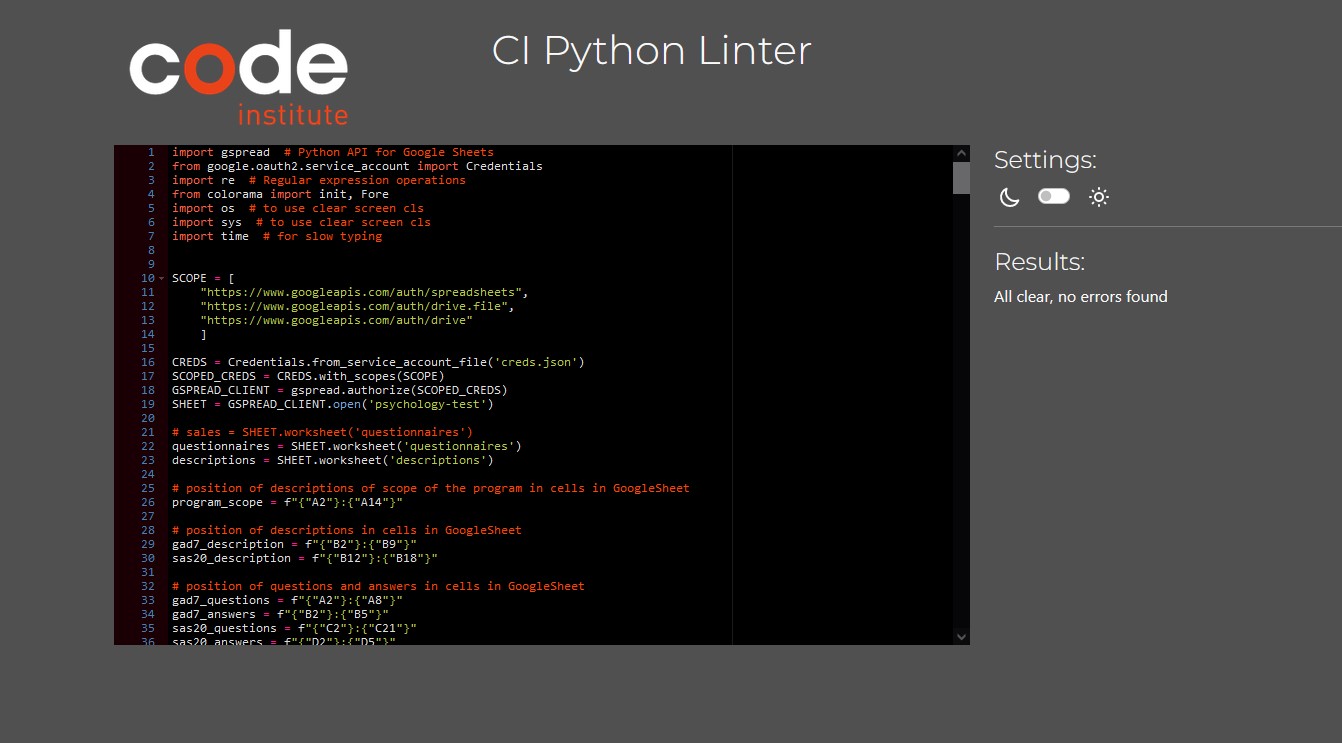 code
institute
CI Python Linter
1 import gspread  # Python API for Google Sheets
2 from google.oauth2.service_account import Credentials
3 import re  # Regular expression operations
4 from colorama import init, Fore
5 import os  # to use clear screen cls
6 import sys  # to use clear screen cls
7 import time  # for slow typing
8
9
10 SCOPE = [
11     "https://www.googleapis.com/auth/spreadsheets",
12     "https://www.googleapis.com/auth/drive.file",
13     "https://www.googleapis.com/auth/drive"
14     ]
15
16 CREDS = Credentials.from_service_account_file('creds.json')
17 SCOPED_CREDS = CREDS.with_scopes(SCOPE)
18 GSPREAD_CLIENT = gspread.authorize(SCOPED_CREDS)
19 SHEET = GSPREAD_CLIENT.open('psychology-test')
20
21 # sales = SHEET.worksheet('questionnaires')
22 questionnaires = SHEET.worksheet('questionnaires')
23 descriptions = SHEET.worksheet('descriptions')
24
25 # position of descriptions of scope of the program in cells in GoogleSheet
26 program_scope = f"{"A2"}:{"A14"}"
27
28 # position of descriptions in cells in GoogleSheet
29 gad7_description = f"{"B2"}:{"B9"}"
30 sas20_description = f"{"B12"}:{"B18"}"
31
32 # position of questions and answers in cells in GoogleSheet
33 gad7_questions = f"{"A2"}:{"A8"}"
34 gad7_answers = f"{"B2"}:{"B5"}"
35 sas20_questions = f"{"C2"}:{"C21"}"
36 sas20_answers = f"{"D2"}:{"D5"}"
Settings:
Results:
All clear, no errors found